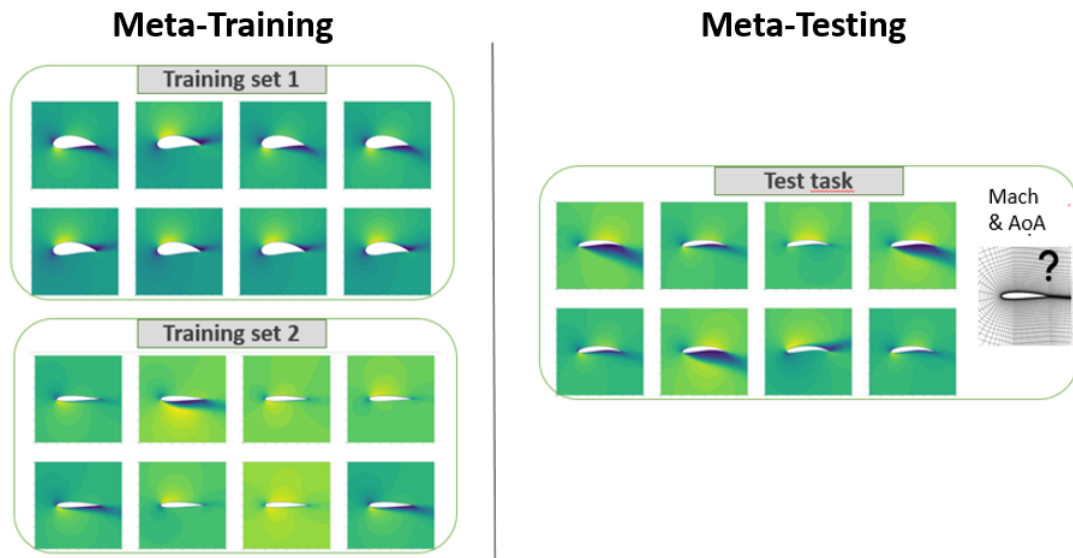 Meta-Training
Meta-Testing
Training set 1
Training set 2
Test task
Mach
& AoA
?